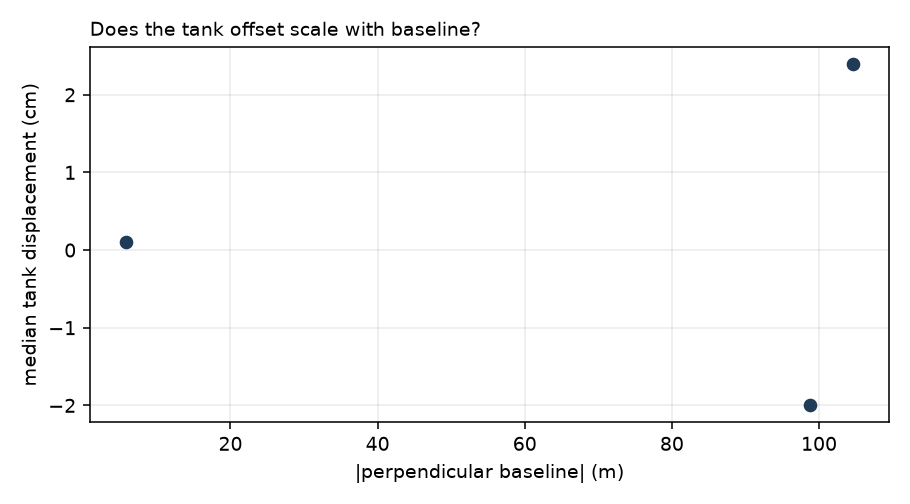 Does the tank offset scale with baseline?
median tank displacement (cm)
2
1
0
−1
−2
20 40 60 80 100
|perpendicular baseline| (m)